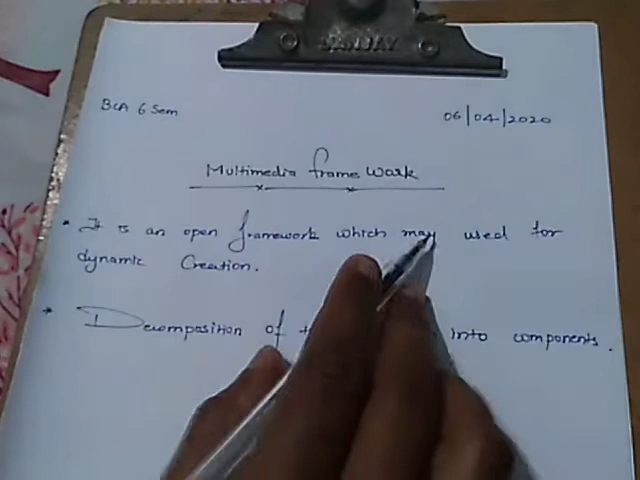 SANJAY
BCA 6 Sem
06/04/2020
Multimedia frame Work
* It is an open framework which may used for
dynamic Creation.
* Decomposition of into components.